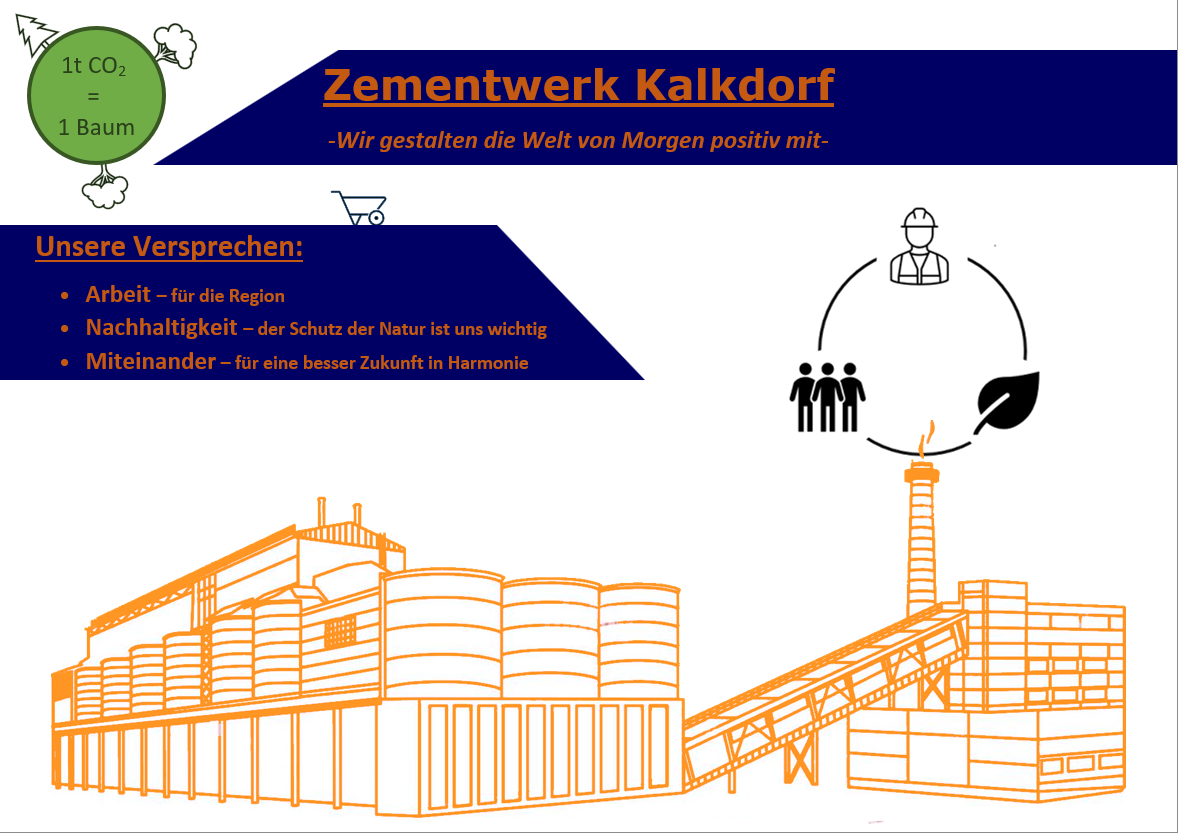 1t CO₂
=
1 Baum
Zementwerk Kalkdorf
-Wir gestalten die Welt von Morgen positiv mit-
Unsere Versprechen:
• Arbeit – für die Region
• Nachhaltigkeit – der Schutz der Natur ist uns wichtig
• Miteinander – für eine besser Zukunft in Harmonie